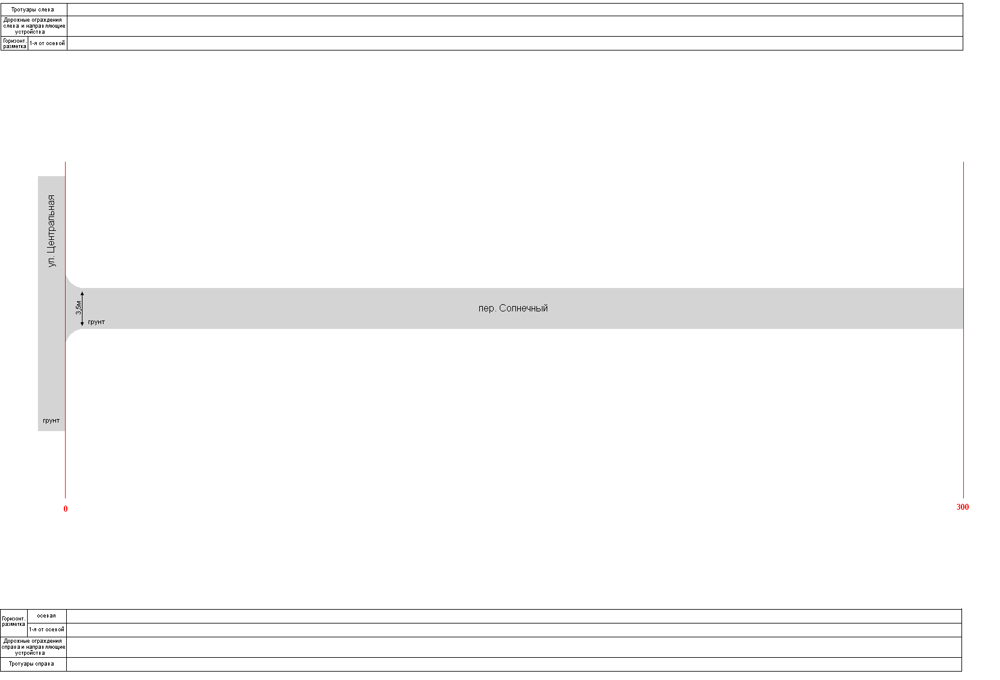 Тротуары слева
Дорожные ограждения
слева и направляющие
устройства
Горизонт.
разметка
1-я от осевой
ул. Центральная
3,5м
грунт
пер. Солнечный
грунт
0
300
Горизонт.
разметка
осевая
1-я от осевой
Дорожные ограждения
справа и направляющие
устройства
Тротуары справа